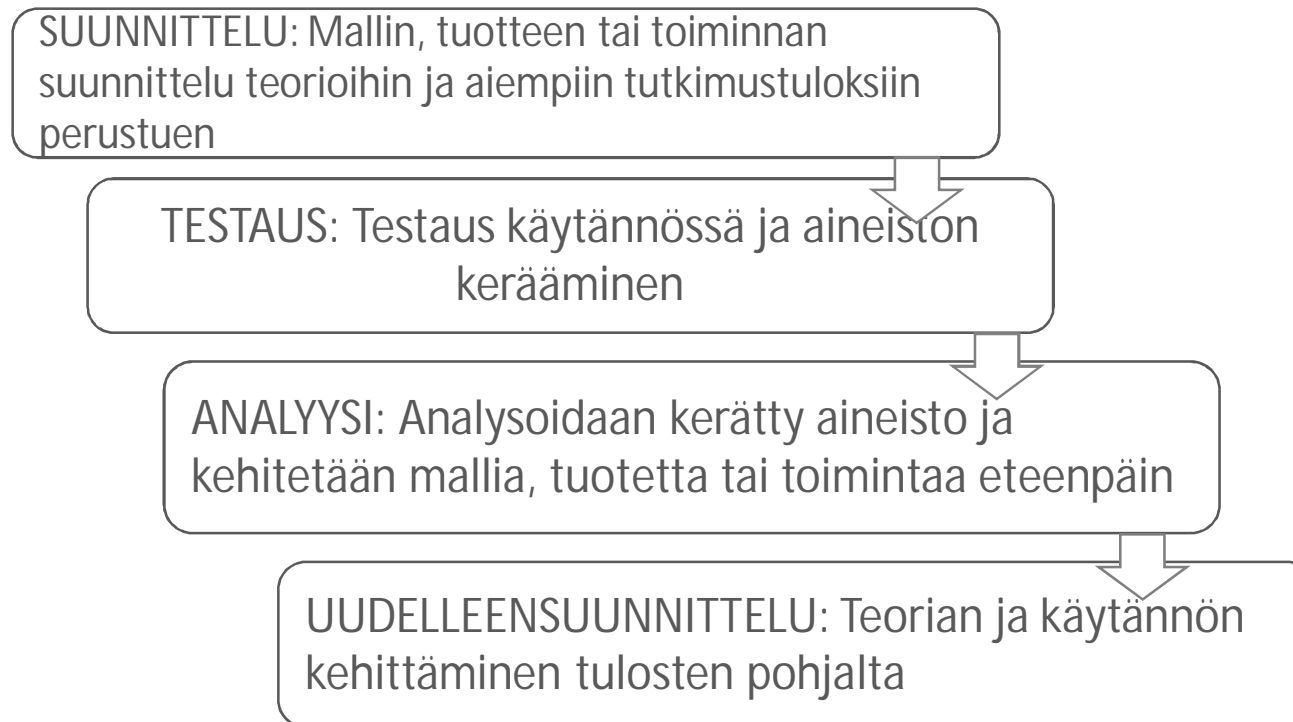 SUUNNITTELU: Mallin, tuotteen tai toiminnan
suunnittelu teorioihin ja aiempiin tutkimustuloksiin
perustuen
TESTAUS: Testaus käytännössä ja aineiston
kerääminen
ANALYYSI: Analysoidaan kerätty aineisto ja
kehitetään mallia, tuotetta tai toimintaa eteenpäin
UUDELLEENSUUNNITTELU: Teorian ja käytännön
kehittäminen tulosten pohjalta